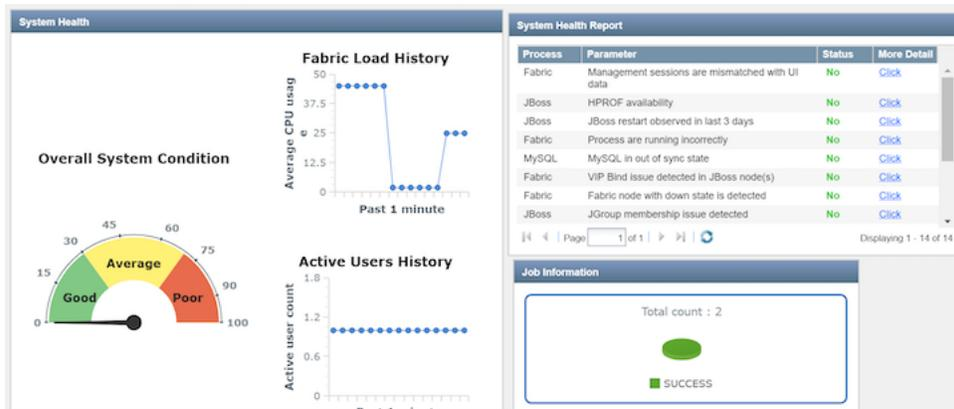 System Health
Overall System Condition
0
15
30
45
60
75
90
100
Good
Average
Poor
Fabric Load History
Average CPU usag
e
50
37.5
25
12.5
0
Past 1 minute
Active Users History
Active user count
1.8
1.2
0.6
0
System Health Report
Process Parameter Status More Detail
Fabric Management sessions are mismatched with UI No Click
data
JBoss HPROF availability No Click
JBoss JBoss restart observed in last 3 days No Click
Fabric Process are running incorrectly No Click
MySQL MySQL in out of sync state No Click
Fabric VIP Bind issue detected in JBoss node(s) No Click
Fabric Fabric node with down state is detected No Click
JBoss JGroup membership issue detected No Click
Page 1 of 1 Displaying 1 - 14 of 14
Job Information
Total count : 2
SUCCESS